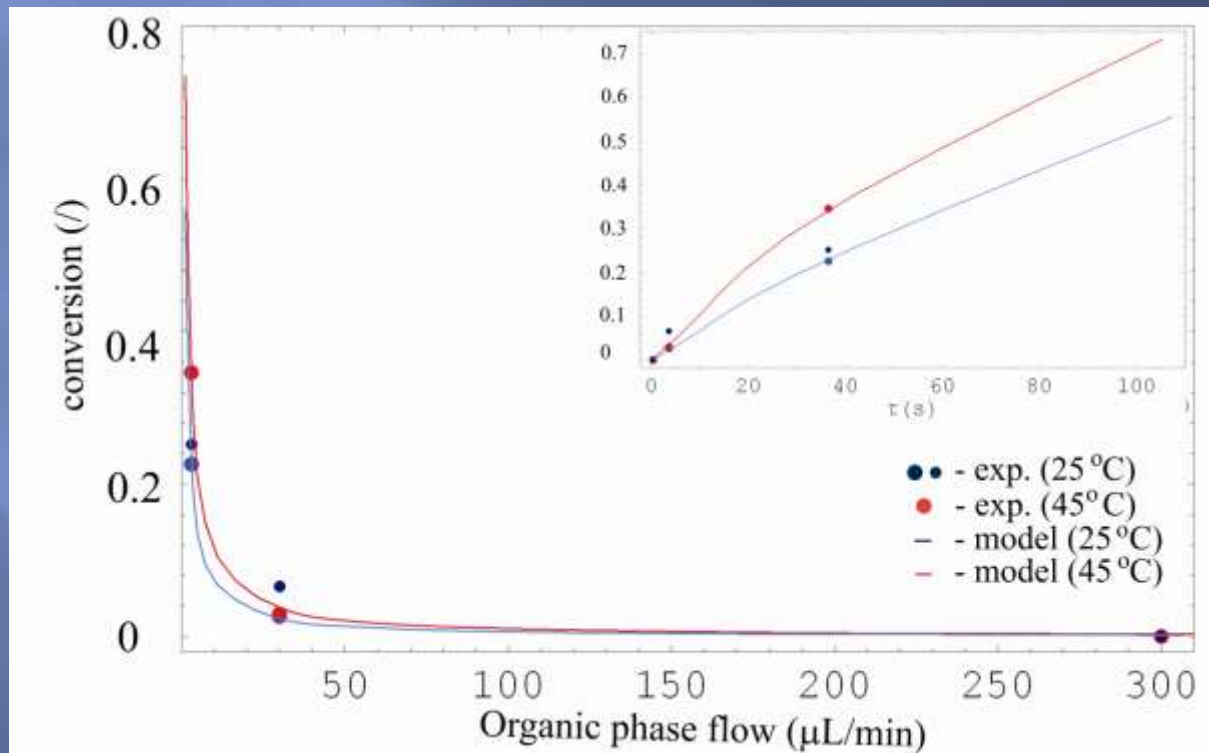 0.8
0.6
0.4
0.2
0
conversion (/)
50 100 150 200 250 300
Organic phase flow (μL/min)
0.7
0.6
0.5
0.4
0.3
0.2
0.1
0
0 20 40 60 80 100
τ(s)
- exp. (25 °C)
- exp. (45°C)
- model (25 °C)
- model (45 °C)